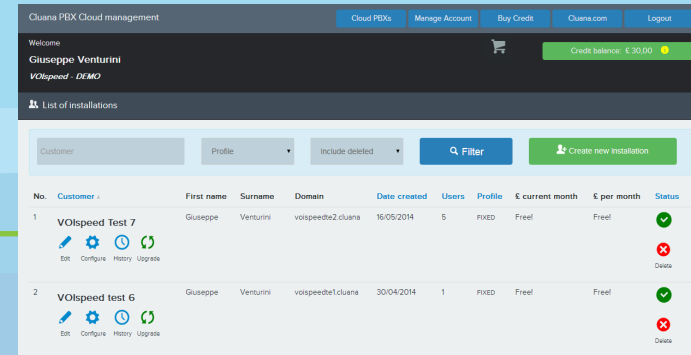 Cluana PBX Cloud management
Cloud PBXs Manage Account Buy Credit Cluana.com Logout
Welcome
Giuseppe Venturini
VOIspeed - DEMO
Credit balance: £ 30,00
List of installations
Customer Profile Include deleted Filter Create new installation
No. Customer First name Surname Domain Date created Users Profile £ current month £ per month Status
1 VOIspeed Test 7 Giuseppe Venturini voispeedte2.cluana 16/05/2014 5 FIXED Free! Free!
Edit Configure History Upgrade Delete
2 VOIspeed test 6 Giuseppe Venturini voispeedte1.cluana 30/04/2014 1 FIXED Free! Free!
Edit Configure History Upgrade Delete